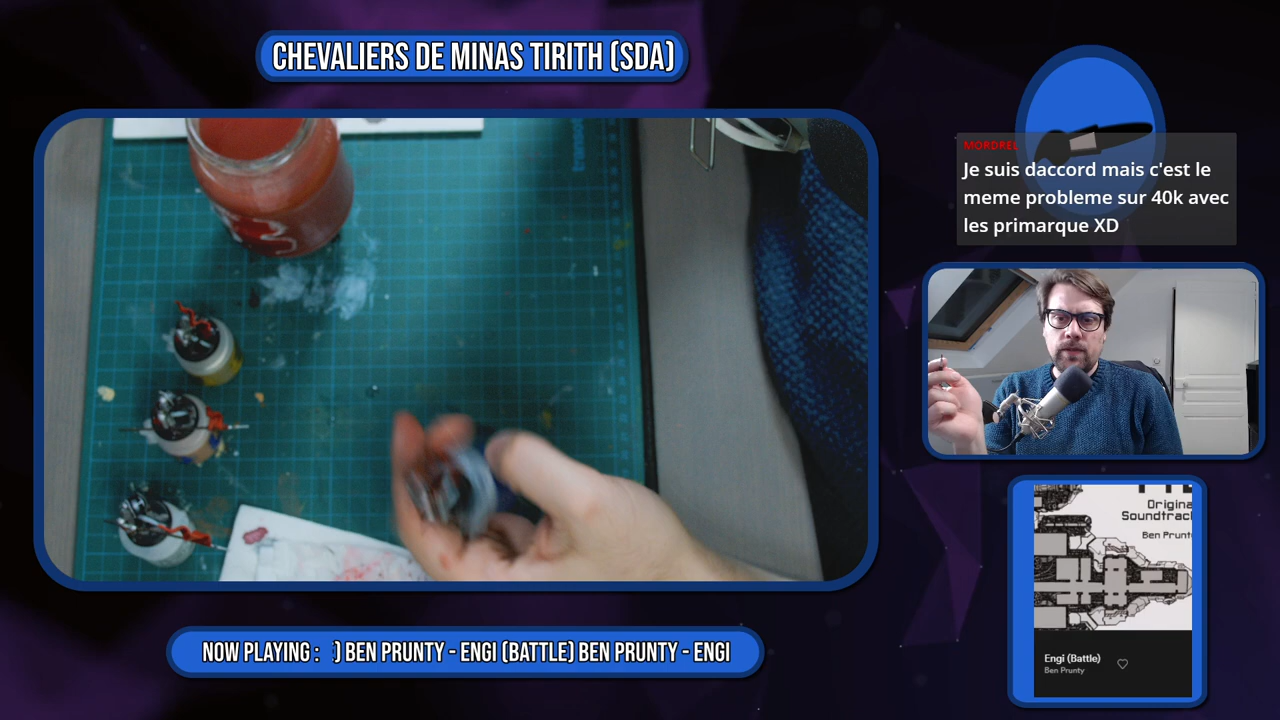 CHEVALIERS DE MINAS TIRITH (SDA)
MORDREL
Je suis daccord mais c'est le
meme probleme sur 40k avec
les primarque XD
Original
Soundtrack
Ben Prunty
Engi (Battle)
Ben Prunty
NOW PLAYING : :) BEN PRUNTY - ENGI (BATTLE) BEN PRUNTY - ENGI